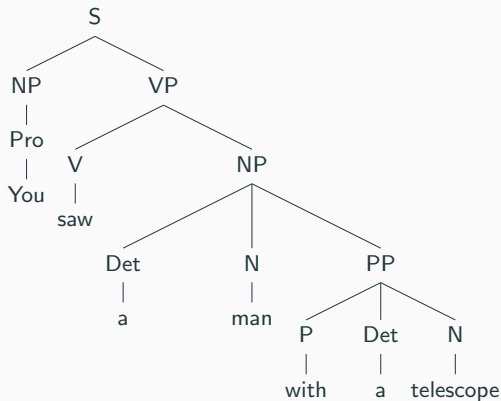 S
NP VP
Pro V NP
You saw
Det N PP
a man
P Det N
with a telescope